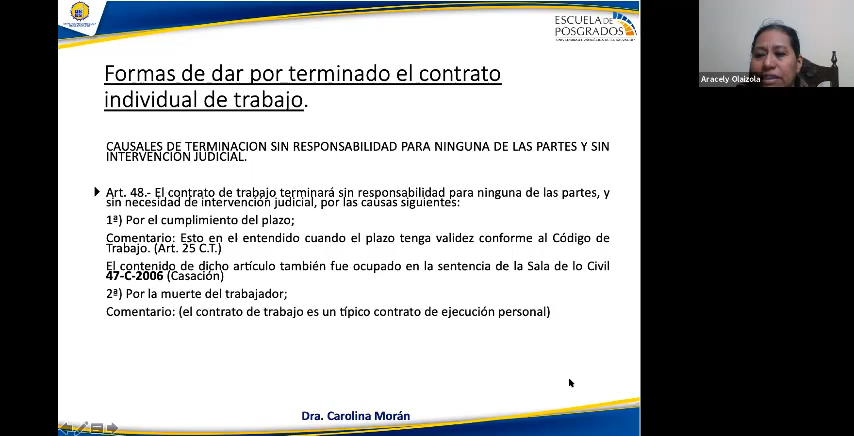 ESCUELA DE
POSGRADOS
Aracely Olaizola
Formas de dar por terminado el contrato
individual de trabajo.
CAUSALES DE TERMINACION SIN RESPONSABILIDAD PARA NINGUNA DE LAS PARTES Y SIN
INTERVENCIÓN JUDICIAL.
Art. 48.- El contrato de trabajo terminará sin responsabilidad para ninguna de las partes, y
sin necesidad de intervención judicial, por las causas siguientes:
1ª) Por el cumplimiento del plazo;
Comentario: Esto en el entendido cuando el plazo tenga validez conforme al Código de
Trabajo. (Art. 25 C.T.)
El contenido de dicho artículo también fue ocupado en la sentencia de la Sala de lo Civil
47-C-2006 (Casación)
2ª) Por la muerte del trabajador;
Comentario: (el contrato de trabajo es un típico contrato de ejecución personal)
Dra. Carolina Morán